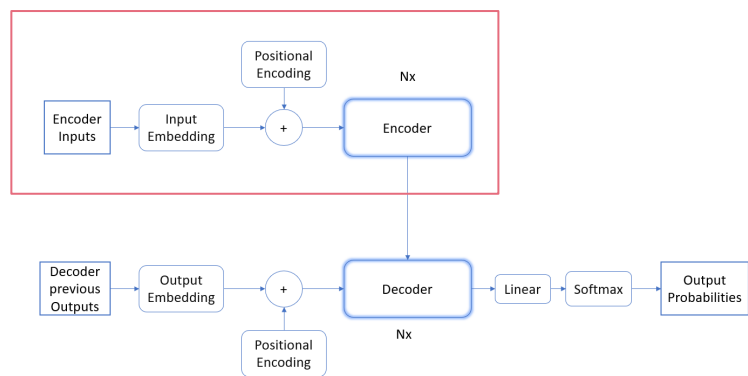 Positional
Encoding
Nx
Encoder
Inputs
Input
Embedding
+
Encoder
Decoder
previous
Outputs
Output
Embedding
+
Decoder
Linear
Softmax
Output
Probabilities
Positional
Encoding
Nx